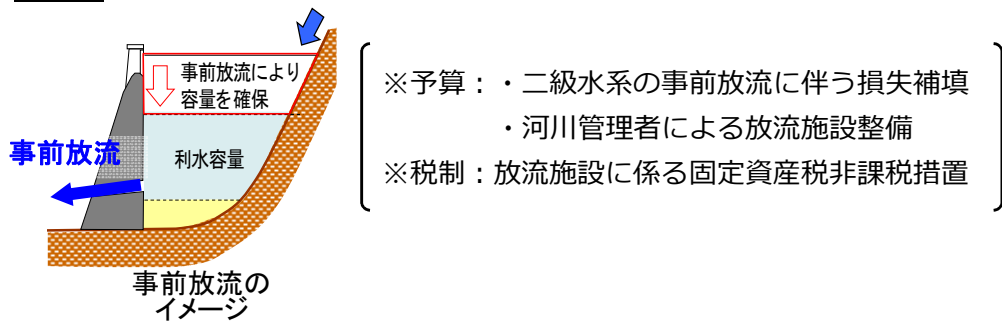 事前放流により
容量を確保
事前放流
利水容量
事前放流の
イメージ
※予算：・二級水系の事前放流に伴う損失補填
・河川管理者による放流施設整備
※税制：放流施設に係る固定資産税非課税措置